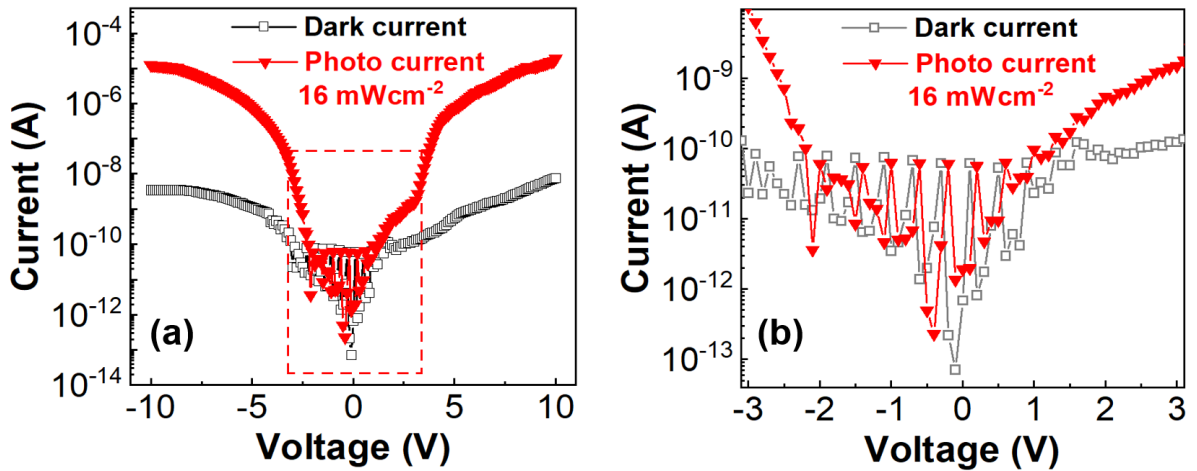 Dark current
Photo current
16 mWcm⁻²
10⁻⁴
10⁻⁶
10⁻⁸
10⁻¹⁰
10⁻¹²
10⁻¹⁴
Current (A)
(a)
-10 -5 0 5 10
Voltage (V)
Dark current
Photo current
16 mWcm⁻²
10⁻⁹
10⁻¹⁰
10⁻¹¹
10⁻¹²
10⁻¹³
Current (A)
(b)
-3 -2 -1 0 1 2 3
Voltage (V)